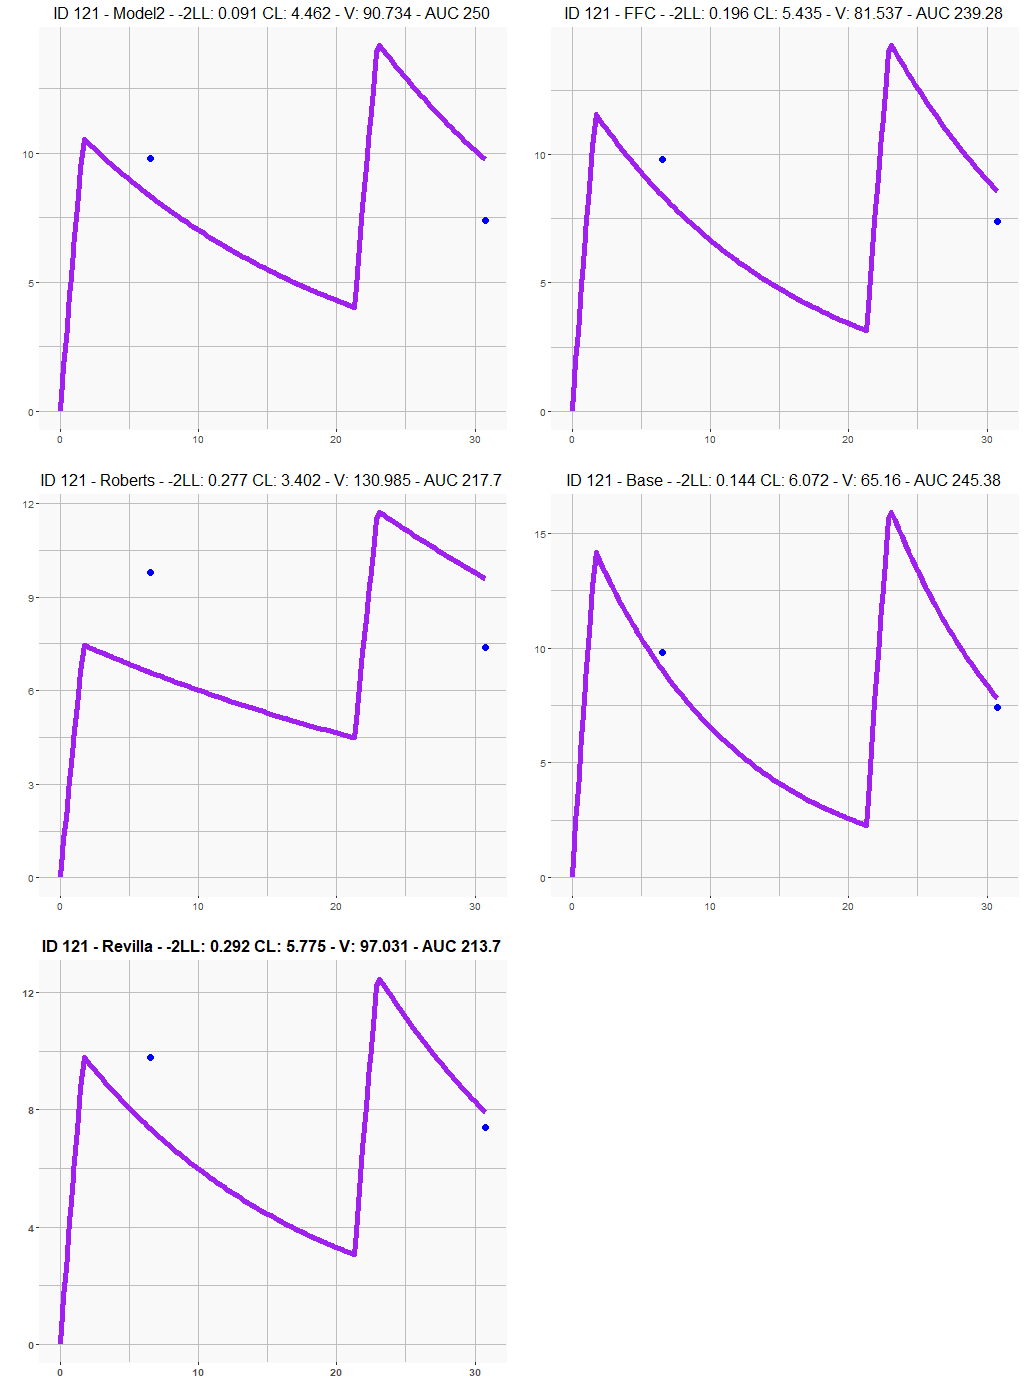 ID 121 - Model2 - -2LL: 0.091 CL: 4.462 - V: 90.734 - AUC 250
10
5
0
0 10 20 30
ID 121 - FFC - -2LL: 0.196 CL: 5.435 - V: 81.537 - AUC 239.28
10
5
0
0 10 20 30
ID 121 - Roberts - -2LL: 0.277 CL: 3.402 - V: 130.985 - AUC 217.7
12
9
6
3
0
0 10 20 30
ID 121 - Base - -2LL: 0.144 CL: 6.072 - V: 65.16 - AUC 245.38
15
10
5
0
0 10 20 30
ID 121 - Revilla - -2LL: 0.292 CL: 5.775 - V: 97.031 - AUC 213.7
12
8
4
0
0 10 20 30